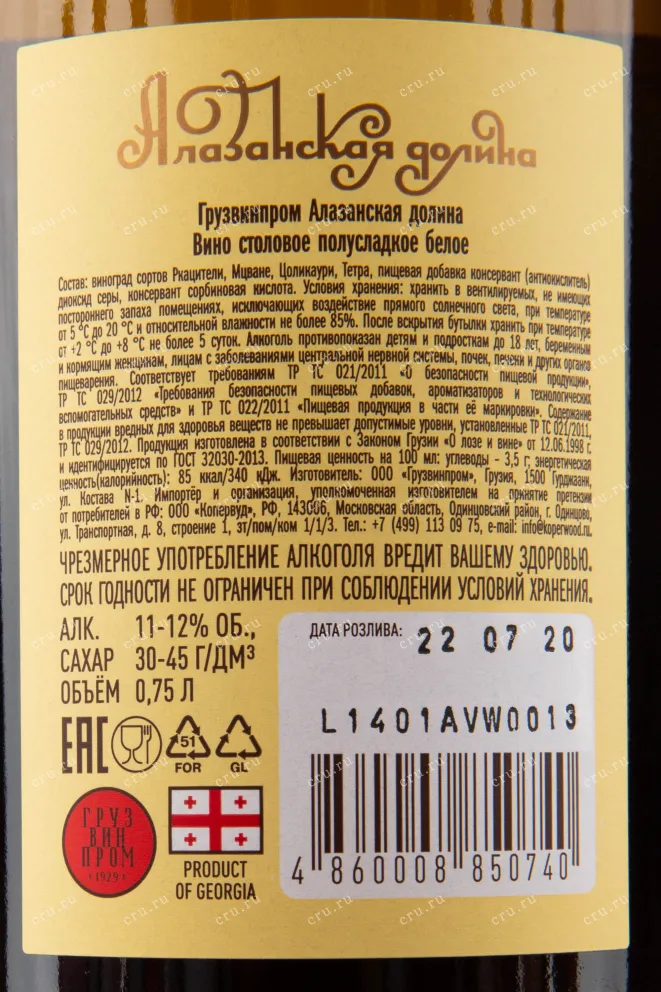 Алазанская долина
Грузвинпром Алазанская долина
Вино столовое полусладкое белое
Состав: виноград сортов Ркацители, Мцване, Цоликаури, Тетра, пищевая добавка консервант (антиокислитель)
диоксид серы, консервант сорбиновая кислота. Условия хранения: хранить в вентилируемых, не имеющих
постороннего запаха помещениях, исключающих воздействие прямого солнечного света, при температуре
от 5 °С до 20 °С и относительной влажности не более 85%. После вскрытия бутылки хранить при температуре
от +2 °С до +8 °С не более 5 суток. Алкоголь противопоказан детям и подросткам до 18 лет, беременным
и кормящим женщинам, лицам с заболеваниями центральной нервной системы, почек, печени и других органов
пищеварения. Соответствует требованиям ТР ТС 021/2011 «О безопасности пищевой продукции»,
ТР ТС 029/2012 «Требования безопасности пищевых добавок, ароматизаторов и технологических
вспомогательных средств» и ТР ТС 022/2011 «Пищевая продукция в части её маркировки». Содержание
в продукции вредных для здоровья веществ не превышает допустимые уровни, установленные ТР ТС 021/2011,
ТР ТС 029/2012. Продукция изготовлена в соответствии с Законом Грузии «О лозе и вине» от 12.06.1998 г.
и идентифицируется по ГОСТ 32030-2013. Пищевая ценность на 100 мл: углеводы - 3,5 г; энергетическая
ценность(калорийность): 85 ккал/340 кДж. Изготовитель: ООО «Грузвинпром», Грузия, 1500 Гурджаани,
ул. Костава N-1. Импортёр и организация, уполномоченная изготовителем на принятие претензий
от потребителей в РФ: ООО «Копервуд», РФ, 143006, Московская область, Одинцовский район, г. Одинцово,
ул. Транспортная, д. 8, строение 1, эт/пом/ком 1/1/3. Тел.: +7 (499) 113 09 75, e-mail: info@koperwood.ru.
ЧРЕЗМЕРНОЕ УПОТРЕБЛЕНИЕ АЛКОГОЛЯ ВРЕДИТ ВАШЕМУ ЗДОРОВЬЮ.
СРОК ГОДНОСТИ НЕ ОГРАНИЧЕН ПРИ СОБЛЮДЕНИИ УСЛОВИЙ ХРАНЕНИЯ.
АЛК. 11-12% ОБ.,
САХАР 30-45 Г/ДМ³
ОБЪЁМ 0,75 Л
ДАТА РОЗЛИВА: 22 07 20
L1401AVW0013
EAC
51
FOR
GL
ГРУЗ
ВИН
ПРОМ
1929
PRODUCT
OF GEORGIA
4 860008 850740
cru.ru